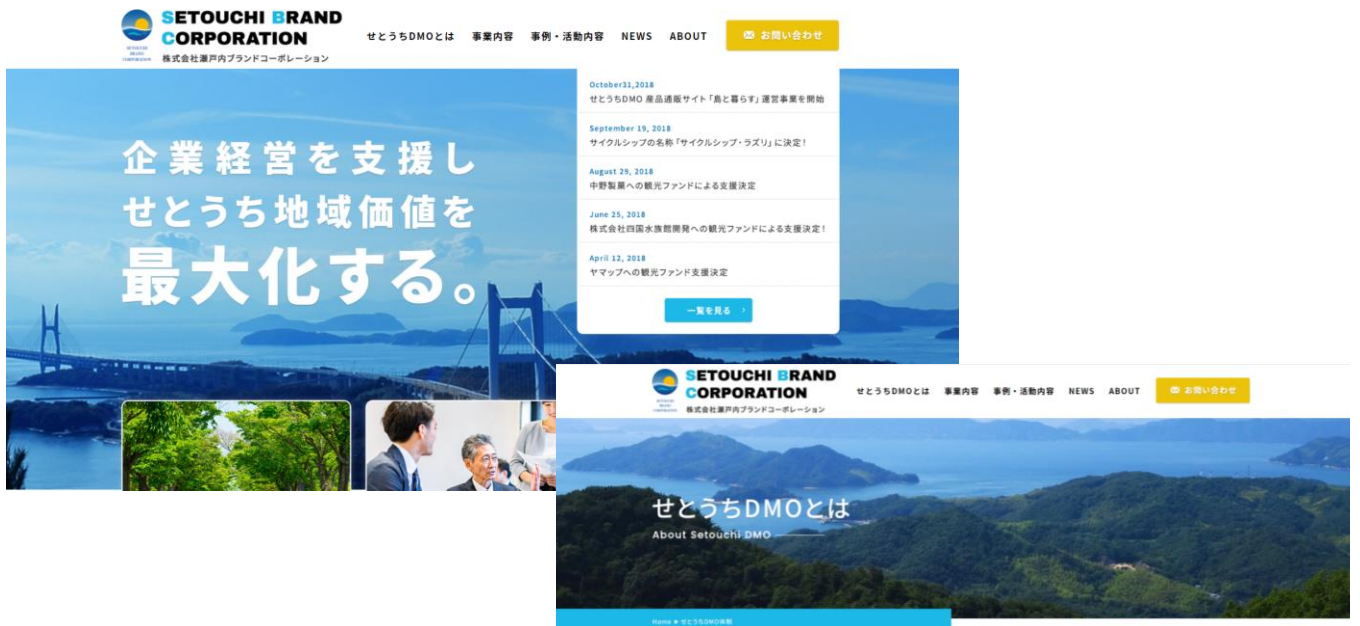 SETOUCHI BRAND
CORPORATION
株式会社瀬戸内ブランドコーポレーション
SETOUCHI
BRAND
CORPORATION
せとうちDMOとは 事業内容 事例・活動内容 NEWS ABOUT お問い合わせ
企業経営を支援し
せとうち地域価値を
最大化する。
October31,2018
せとうちDMO 産品通販サイト「島と暮らす」運営事業を開始
September 19, 2018
サイクルシップの名称「サイクルシップ・ラズリ」に決定!
August 29, 2018
中野製菓への観光ファンドによる支援決定
June 25, 2018
株式会社四国水族館開発への観光ファンドによる支援決定!
April 12, 2018
ヤマップへの観光ファンド支援決定
一覧を見る
SETOUCHI BRAND
CORPORATION
株式会社瀬戸内ブランドコーポレーション
せとうちDMOとは 事業内容 事例・活動内容 NEWS ABOUT お問い合わせ
せとうちDMOとは
About Setouchi DMO
Home ▶ せとうちDMO体制